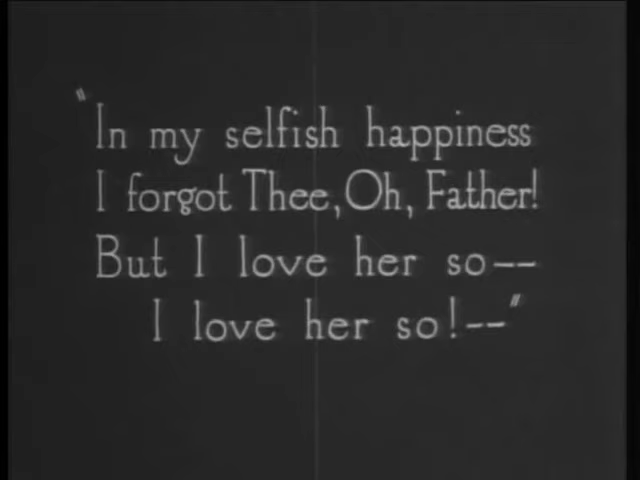 "In my selfish happiness
I forgot Thee, Oh, Father!
But I love her so--
I love her so!--"